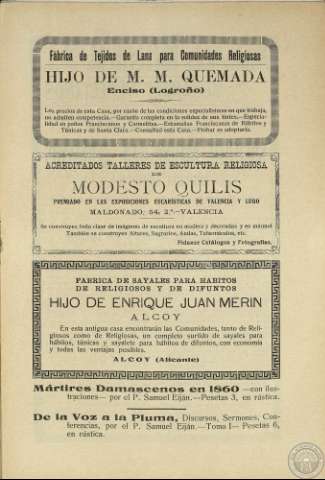 Fábrica de Tejidos de Lana para Comunidades Religiosas
HIJO DE M. M. QUEMADA
Enciso (Logroño)
Los precios de esta Casa, por razón de las condiciones especialísimas en que trabaja,
no admiten competencia.—Garantía completa en la solidez de sus tintes.—Especia-
lidad en paños Franciscanos y Carmelitas.—Estameñas Franciscanas de Hábitos y
Túnicas y de Santa Clara.—Consultad esta Casa.—Probar es adoptarla.
ACREDITADOS TALLERES DE ESCULTURA RELIGIOSA
DE
MODESTO QUILIS
PREMIADO EN LAS EXPOSICIONES EUCARÍSTICAS DE VALENCIA Y LUGO
MALDONADO, 34, 2.º—VALENCIA
Se construyen toda clase de imágenes de escultura en madera y decoradas y en mármol
También se construyen Altares, Sagrarios, Andas, Tabernáculos, etc.
Pídanse Catálogos y Fotografías.
FABRICA DE SAYALES PARA HABITOS
DE RELIGIOSOS Y DE DIFUNTOS
HIJO DE ENRIQUE JUAN MERIN
ALCOY
En esta antigua casa encontrarán las Comunidades, tanto de Reli-
giosos como de Religiosas, un completo surtido de sayales para
hábitos, túnicas y sayalete para hábitos de difuntos, con economía
y todas las ventajas posibles.
ALCOY (Alicante)
Mártires Damascenos en 1860—con ilus-
traciones— por el P. Samuel Eiján.—Pesetas 3, en rústica.
De la Voz a la Pluma, Discursos, Sermones, Con-
ferencias, por el P. Samuel Eiján.—Tomo I— Pesetas 6,
en rústica.